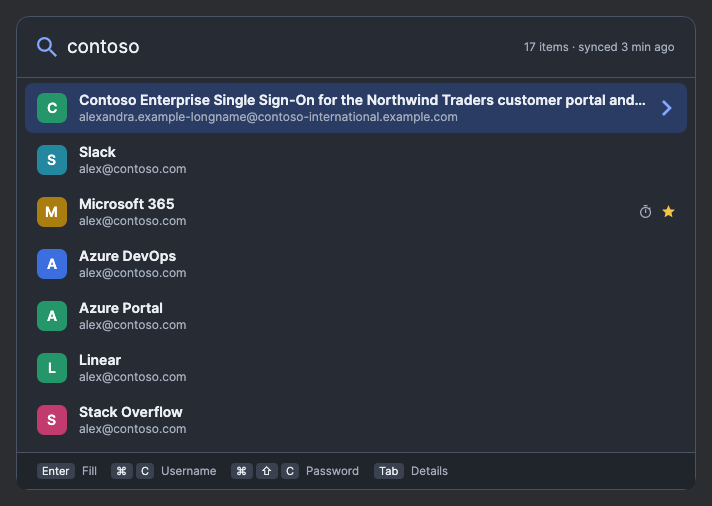 contoso
17 items · synced 3 min ago
C
Contoso Enterprise Single Sign-On for the Northwind Traders customer portal and...
alexandra.example-longname@contoso-international.example.com
S
Slack
alex@contoso.com
M
Microsoft 365
alex@contoso.com
A
Azure DevOps
alex@contoso.com
A
Azure Portal
alex@contoso.com
L
Linear
alex@contoso.com
S
Stack Overflow
alex@contoso.com
Enter Fill ⌘ C Username ⌘ ⇧ C Password Tab Details